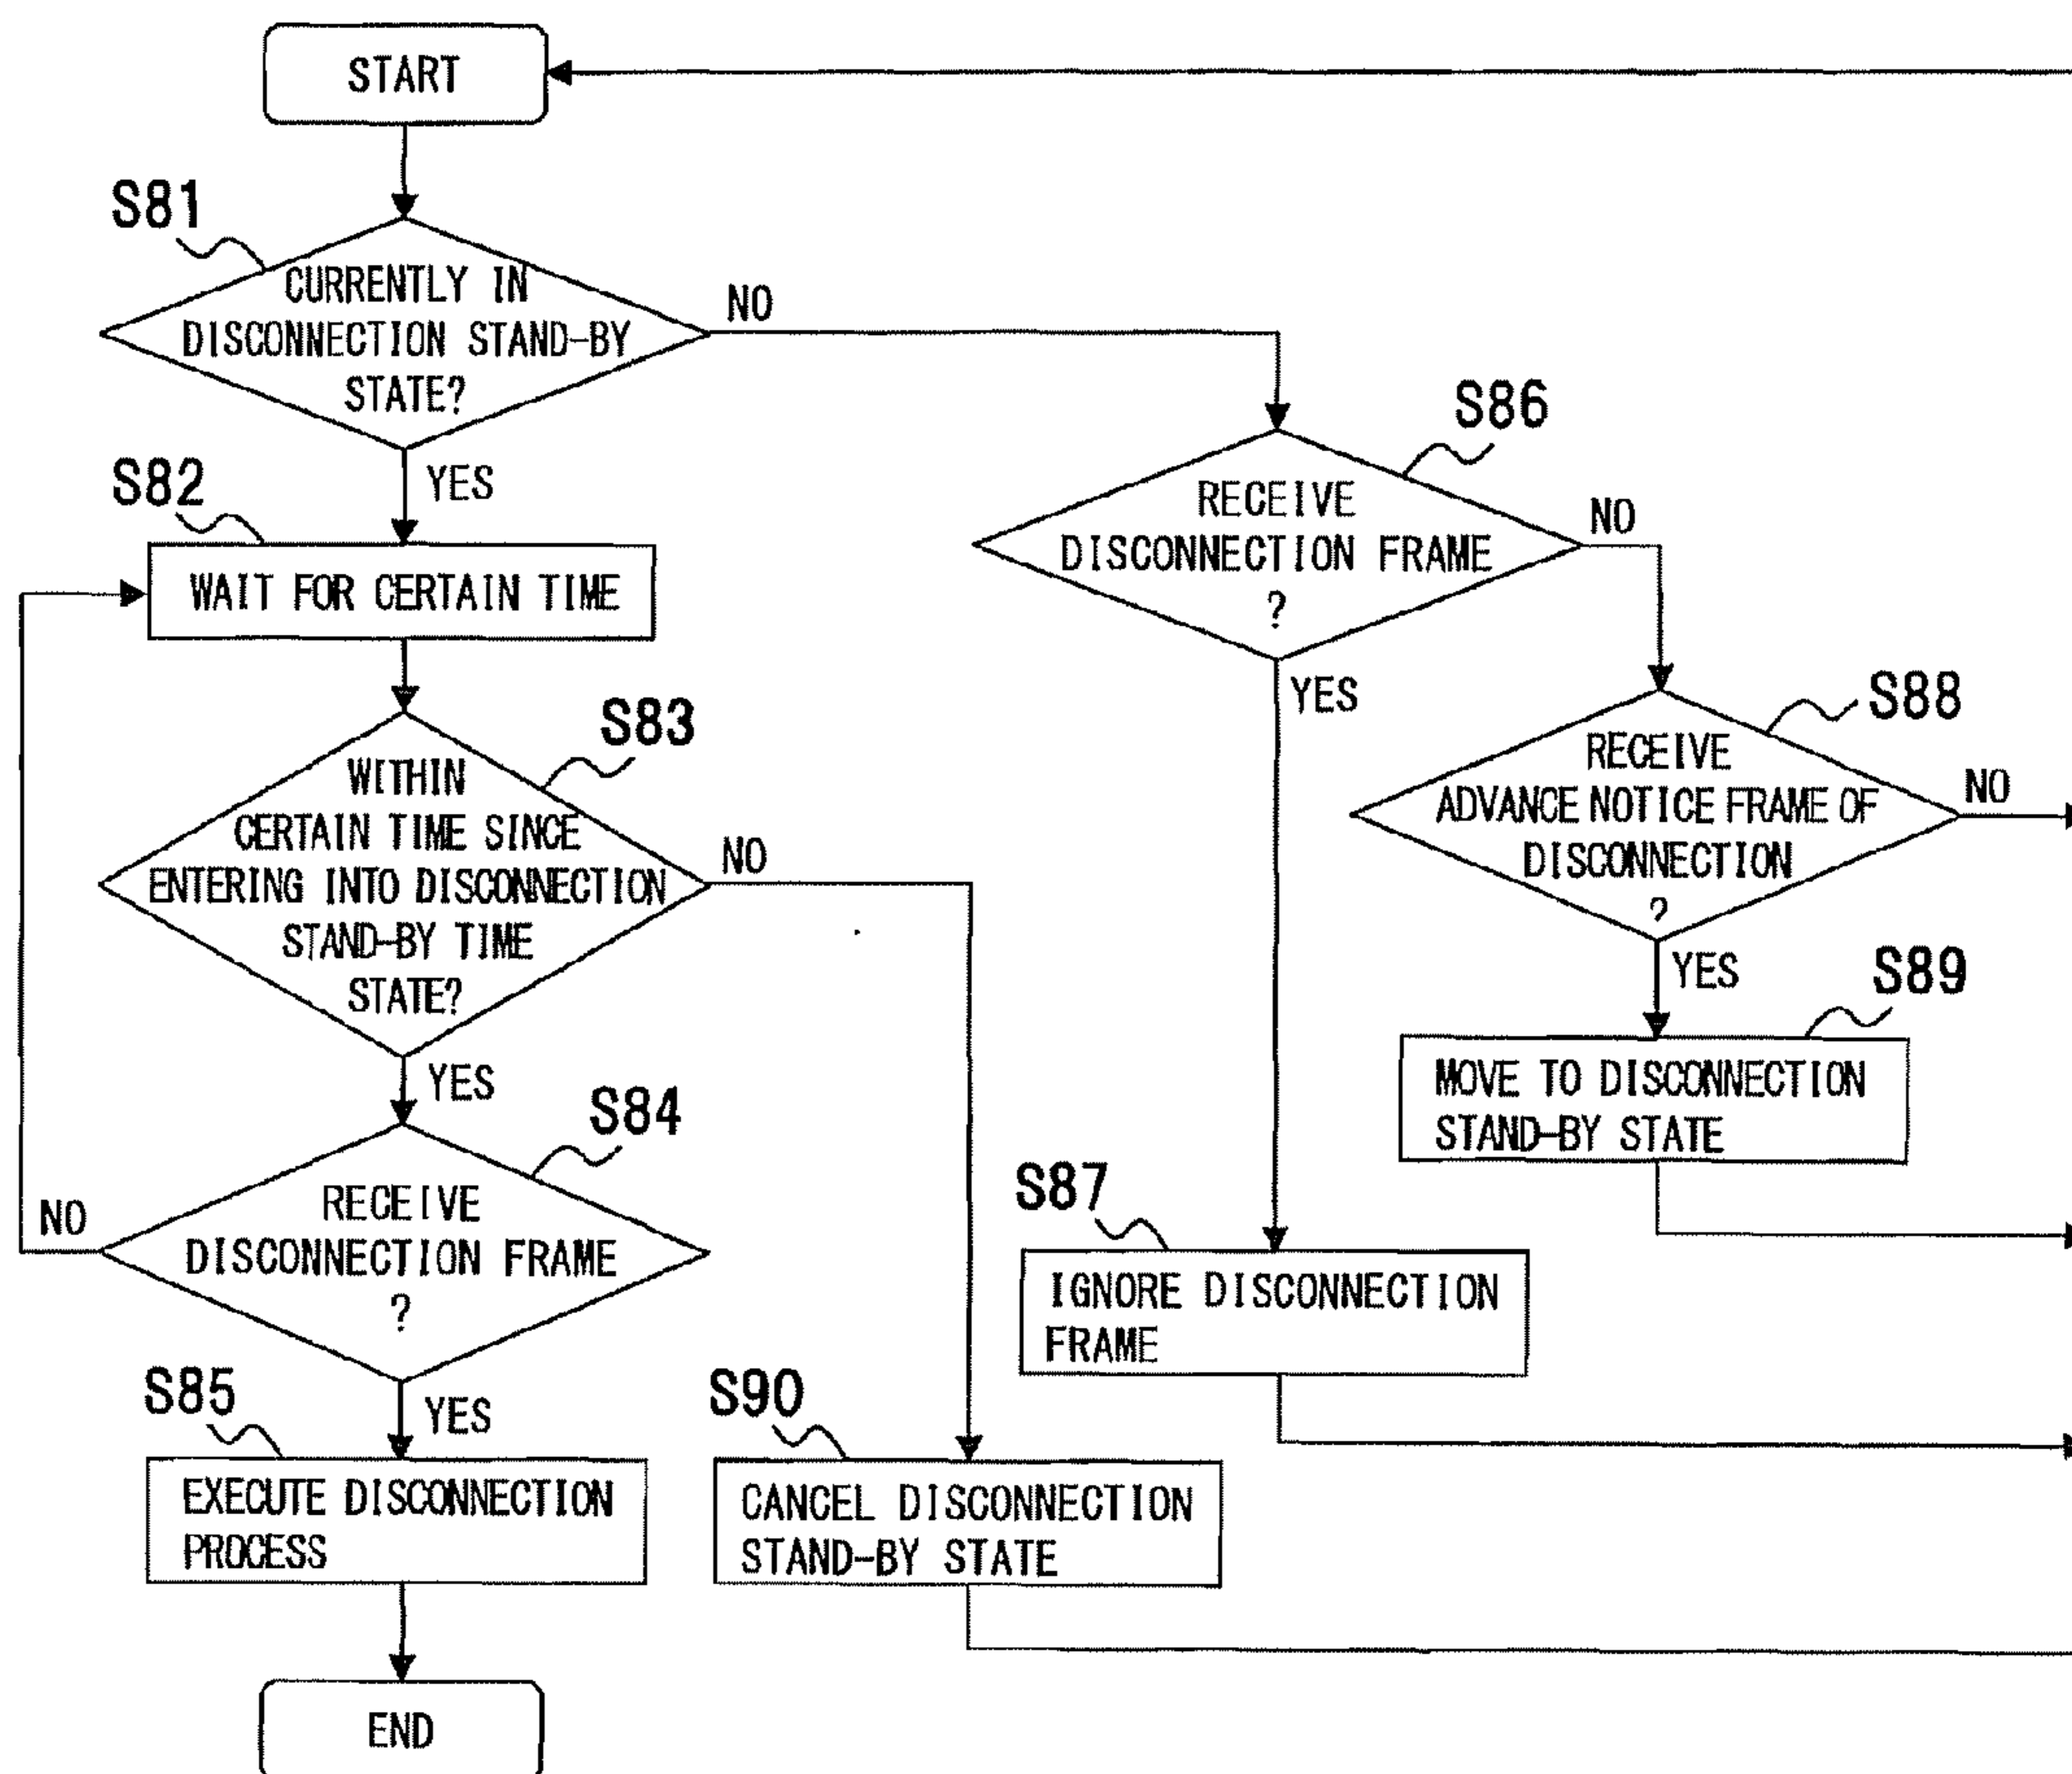 START
S81
CURRENTLY IN
DISCONNECTION STAND-BY
STATE?
NO
YES
S82
WAIT FOR CERTAIN TIME
S83
WITHIN
CERTAIN TIME SINCE
ENTERING INTO DISCONNECTION
STAND-BY TIME
STATE?
NO
YES
S84
RECEIVE
DISCONNECTION FRAME
?
NO
YES
S85
EXECUTE DISCONNECTION
PROCESS
END
S86
RECEIVE
DISCONNECTION FRAME
?
NO
YES
S88
RECEIVE
ADVANCE NOTICE FRAME OF
DISCONNECTION
?
NO
YES
S89
MOVE TO DISCONNECTION
STAND-BY STATE
S87
IGNORE DISCONNECTION
FRAME
S90
CANCEL DISCONNECTION
STAND-BY STATE